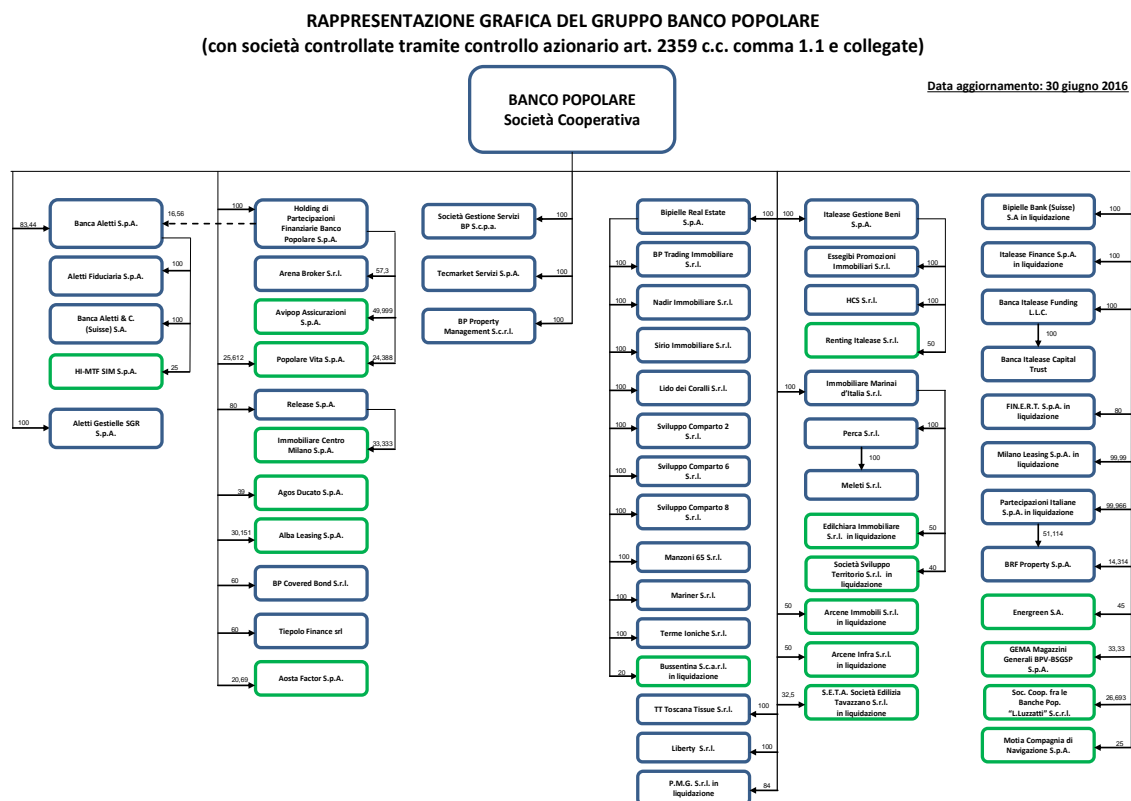 RAPPRESENTAZIONE GRAFICA DEL GRUPPO BANCO POPOLARE
(con società controllate tramite controllo azionario art. 2359 c.c. comma 1.1 e collegate)
Data aggiornamento: 30 giugno 2016
BANCO POPOLARE
Società Cooperativa
83,44
Banca Aletti S.p.A.
16,56
100
Aletti Fiduciaria S.p.A.
100
Banca Aletti & C.
(Suisse) S.A.
100
HI-MTF SIM S.p.A.
25
100
Aletti Gestielle SGR
S.p.A.
Holding di
Partecipazioni
Finanziarie Banco
Popolare S.p.A.
Arena Broker S.r.l.
57,3
Avipop Assicurazioni
S.p.A.
49,999
25,612
Popolare Vita S.p.A.
24,388
80
Release S.p.A.
Immobiliare Centro
Milano S.p.A.
33,333
39
Agos Ducato S.p.A.
30,151
Alba Leasing S.p.A.
60
BP Covered Bond S.r.l.
60
Tiepolo Finance srl
20,69
Aosta Factor S.p.A.
Società Gestione Servizi
BP S.c.p.a.
100
Tecmarket Servizi S.p.A.
100
BP Property
Management S.c.r.l.
100
Bipielle Real Estate
S.p.A.
100
100
BP Trading Immobiliare
S.r.l.
100
Nadir Immobiliare S.r.l.
100
Sirio Immobiliare S.r.l.
100
Lido dei Coralli S.r.l.
100
Sviluppo Comparto 2
S.r.l.
100
Sviluppo Comparto 6
S.r.l.
100
Sviluppo Comparto 8
S.r.l.
100
Manzoni 65 S.r.l.
100
Mariner S.r.l.
100
Terme Ioniche S.r.l.
20
Bussentina S.c.a.r.l.
in liquidazione
TT Toscana Tissue S.r.l.
100
Liberty S.r.l.
100
P.M.G. S.r.l. in
liquidazione
84
100
Italease Gestione Beni
S.p.A.
Essegibi Promozioni
Immobiliari S.r.l.
100
HCS S.r.l.
100
Renting Italease S.r.l.
50
100
Immobiliare Marinai
d'Italia S.r.l.
Perca S.r.l.
100
100
Meleti S.r.l.
Edilchiara Immobiliare
S.r.l. in liquidazione
50
Società Sviluppo
Territorio S.r.l. in
liquidazione
40
50
Arcene Immobili S.r.l.
in liquidazione
50
Arcene Infra S.r.l.
in liquidazione
32,5
S.E.T.A. Società Edilizia
Tavazzano S.r.l.
in liquidazione
Bipielle Bank (Suisse)
S.A in liquidazione
100
Italease Finance S.p.A.
in liquidazione
100
Banca Italease Funding
L.L.C.
100
100
Banca Italease Capital
Trust
FIN.E.R.T. S.p.A. in
liquidazione
80
Milano Leasing S.p.A. in
liquidazione
99,99
Partecipazioni Italiane
S.p.A. in liquidazione
99,966
51,114
BRF Property S.p.A.
14,314
Energreen S.A.
45
GEMA Magazzini
Generali BPV-BSGSP
S.p.A.
33,33
Soc. Coop. fra le
Banche Pop.
"L.Luzzatti" S.c.r.l.
26,693
Motia Compagnia di
Navigazione S.p.A.
25